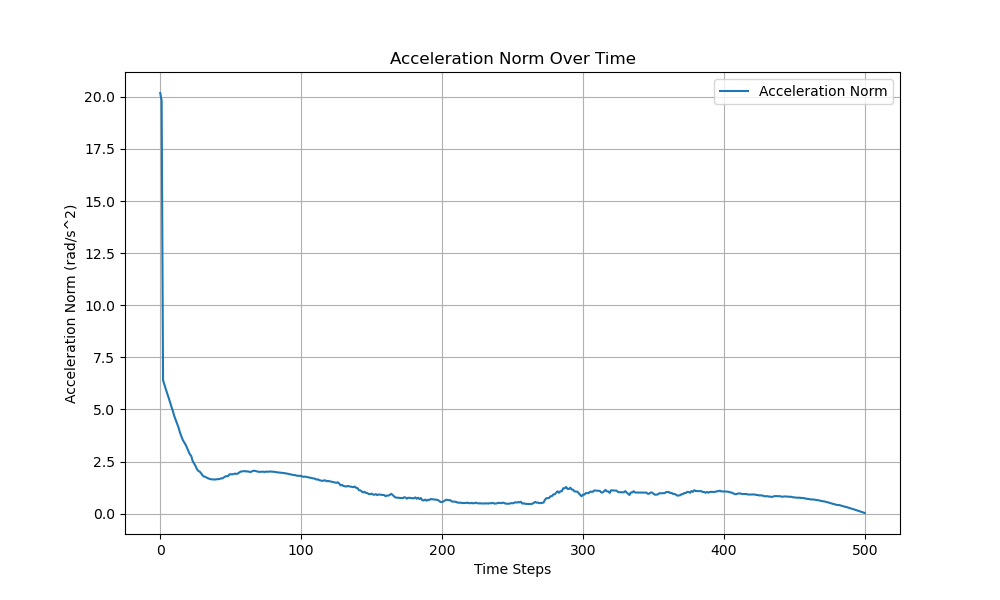 Acceleration Norm Over Time
Acceleration Norm
Acceleration Norm (rad/s^2)
20.0
17.5
15.0
12.5
10.0
7.5
5.0
2.5
0.0
0 100 200 300 400 500
Time Steps